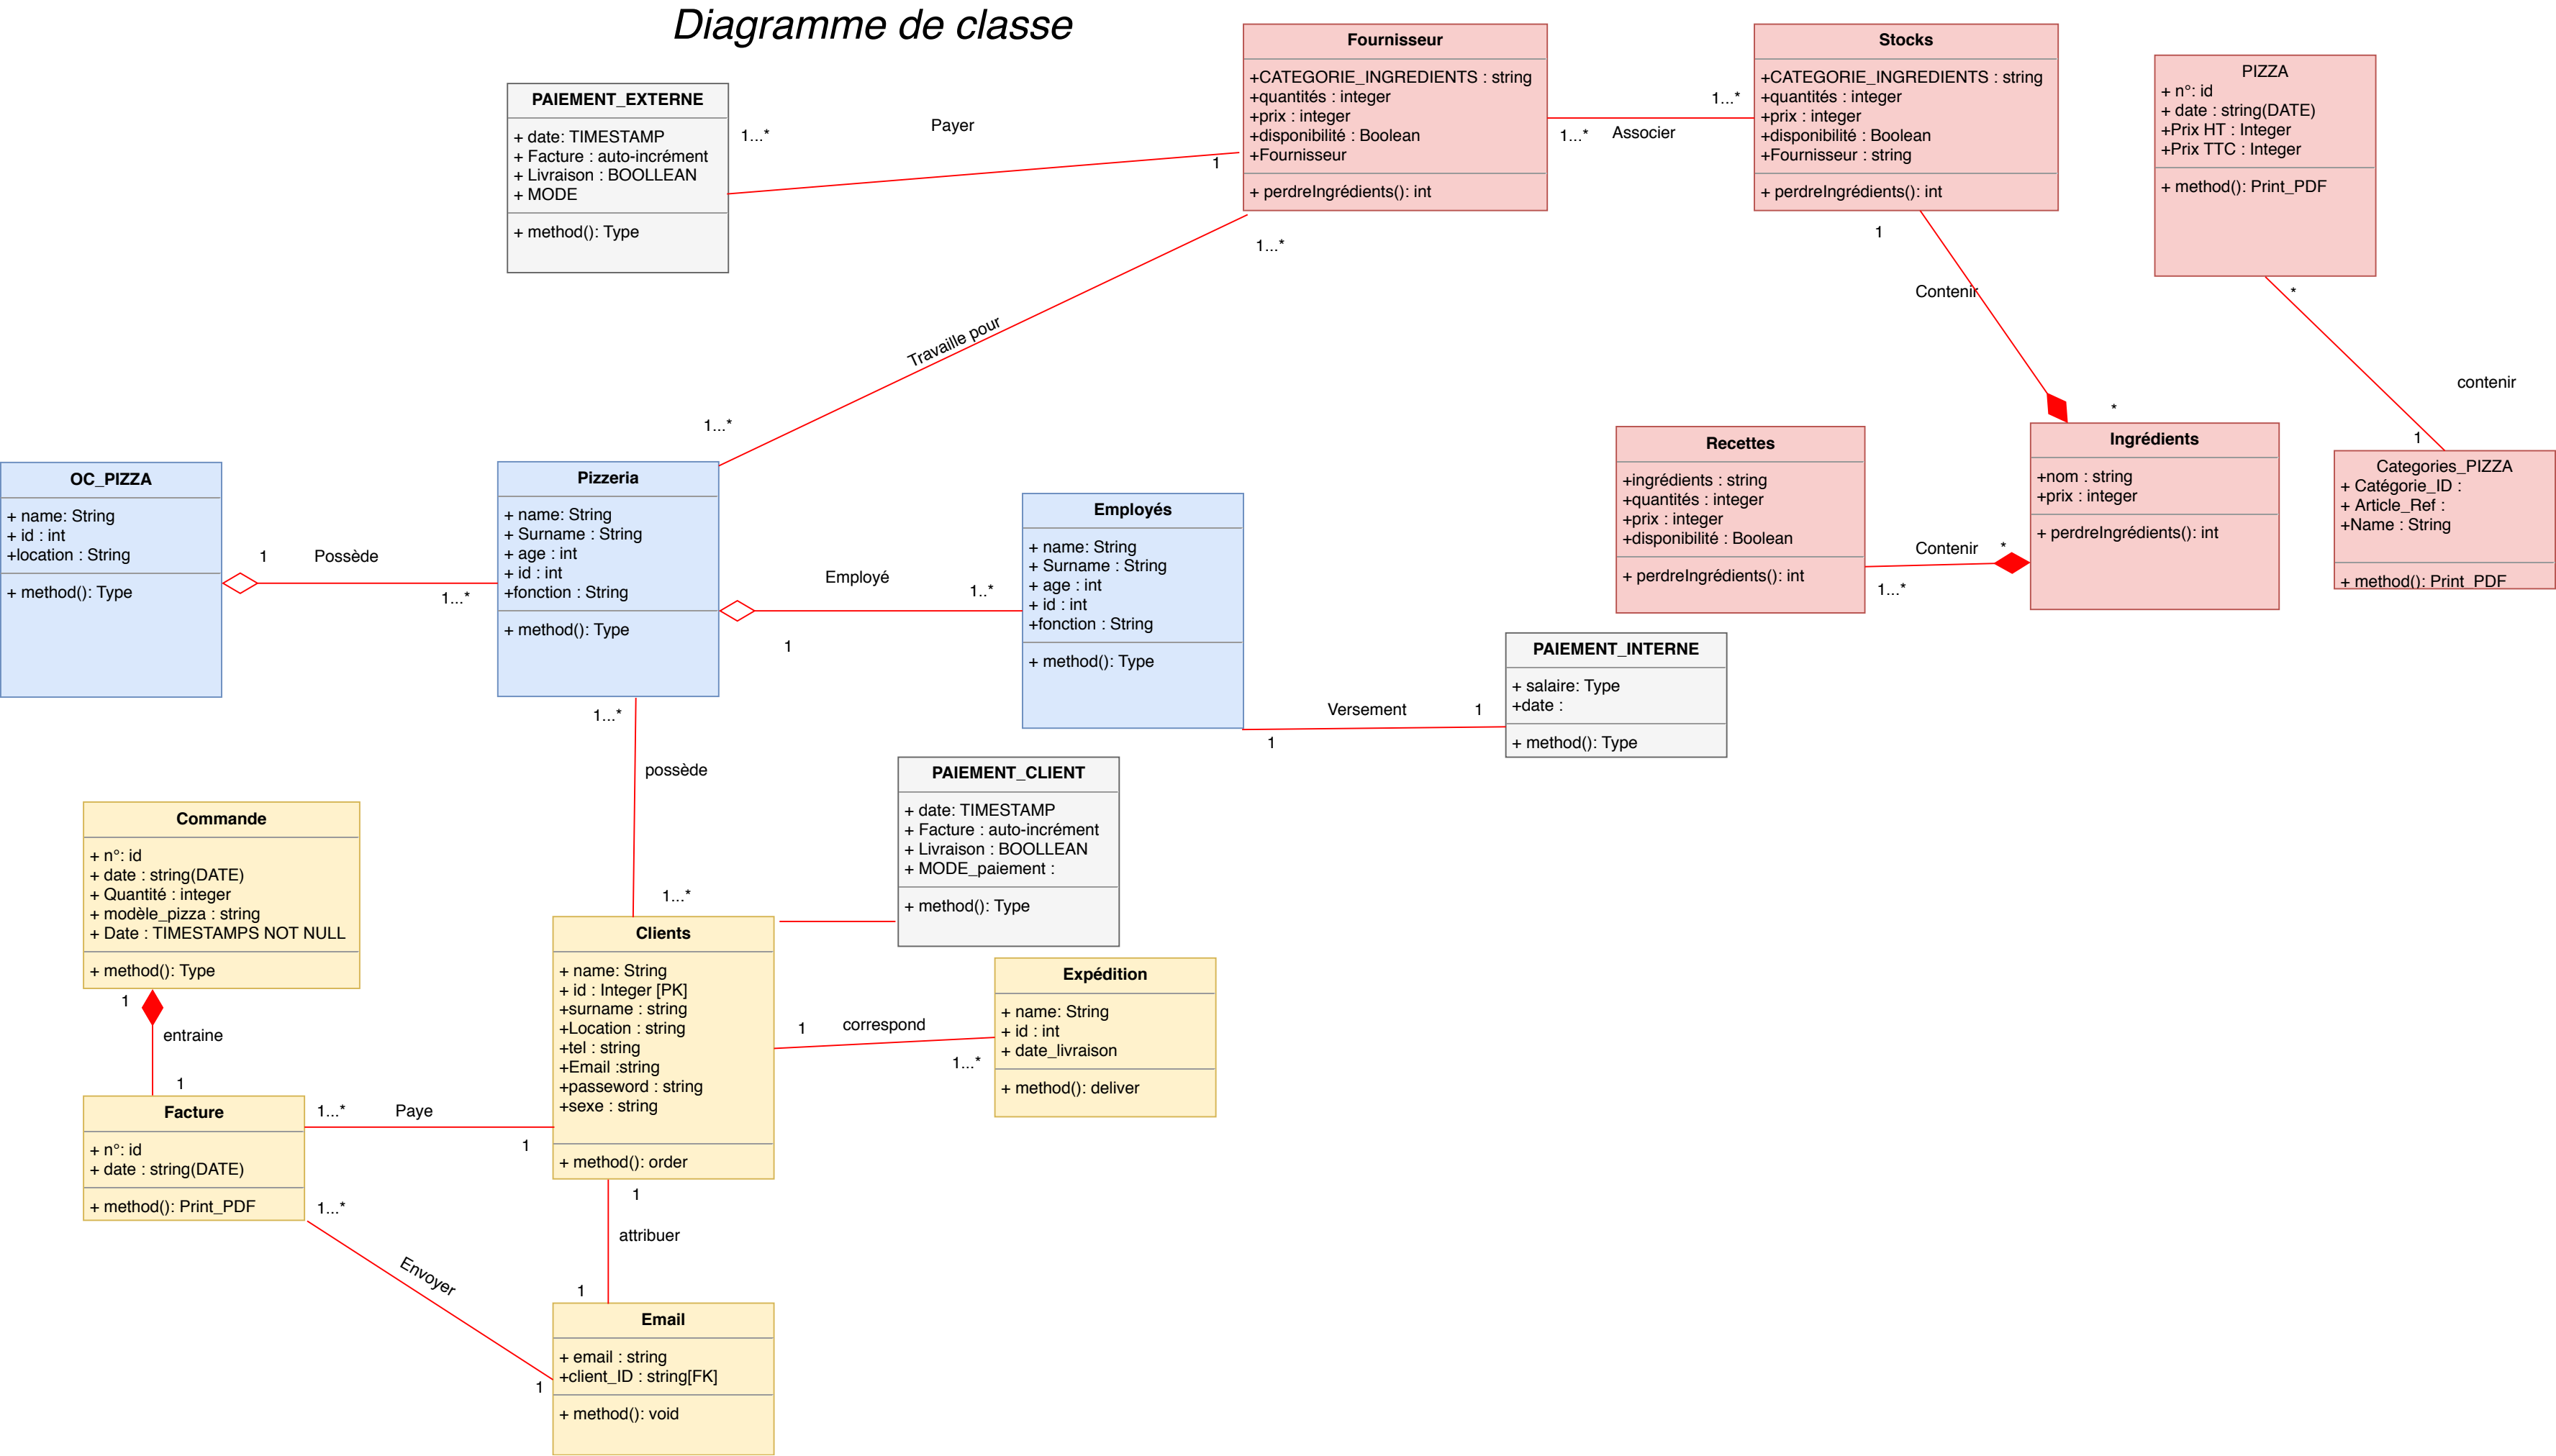 Diagramme de classe
PAIEMENT_EXTERNE
+ date: TIMESTAMP
+ Facture : auto-incrément
+ Livraison : BOOLLEAN
+ MODE
+ method(): Type
1...*
Payer
1
Fournisseur
+CATEGORIE_INGREDIENTS : string
+quantités : integer
+prix : integer
+disponibilité : Boolean
+Fournisseur
+ perdreIngrédients(): int
1...*
Associer
1...*
Stocks
+CATEGORIE_INGREDIENTS : string
+quantités : integer
+prix : integer
+disponibilité : Boolean
+Fournisseur : string
+ perdreIngrédients(): int
PIZZA
+ n°: id
+ date : string(DATE)
+Prix HT : Integer
+Prix TTC : Integer
+ method(): Print_PDF
1...*
Travaille pour
1...*
1
Contenir
*
*
contenir
1
OC_PIZZA
+ name: String
+ id : int
+location : String
+ method(): Type
1
Possède
1...*
Pizzeria
+ name: String
+ Surname : String
+ age : int
+ id : int
+fonction : String
+ method(): Type
Employé
1..*
1
Employés
+ name: String
+ Surname : String
+ age : int
+ id : int
+fonction : String
+ method(): Type
Recettes
+ingrédients : string
+quantités : integer
+prix : integer
+disponibilité : Boolean
+ perdreIngrédients(): int
Contenir
*
1...*
Ingrédients
+nom : string
+prix : integer
+ perdreIngrédients(): int
Categories_PIZZA
+ Catégorie_ID :
+ Article_Ref :
+Name : String
+ method(): Print_PDF
Versement
1
1
PAIEMENT_INTERNE
+ salaire: Type
+date :
+ method(): Type
1...*
possède
1...*
PAIEMENT_CLIENT
+ date: TIMESTAMP
+ Facture : auto-incrément
+ Livraison : BOOLLEAN
+ MODE_paiement :
+ method(): Type
Commande
+ n°: id
+ date : string(DATE)
+ Quantité : integer
+ modèle_pizza : string
+ Date : TIMESTAMPS NOT NULL
+ method(): Type
1
entraine
1
Clients
+ name: String
+ id : Integer [PK]
+surname : string
+Location : string
+tel : string
+Email :string
+passeword : string
+sexe : string
+ method(): order
1
correspond
1...*
Expédition
+ name: String
+ id : int
+ date_livraison
+ method(): deliver
Facture
+ n°: id
+ date : string(DATE)
+ method(): Print_PDF
1...*
Paye
1
1...*
Envoyer
1
1
attribuer
1
Email
+ email : string
+client_ID : string[FK]
+ method(): void